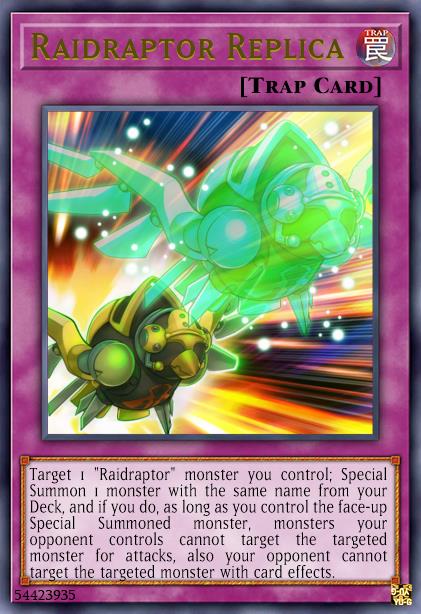 Raidraptor Replica
TRAP
罠
[Trap Card]
Target 1 "Raidraptor" monster you control; Special
Summon 1 monster with the same name from your
Deck, and if you do, as long as you control the face-up
Special Summoned monster, monsters your
opponent controls cannot target the targeted
monster for attacks, also your opponent cannot
target the targeted monster with card effects.
54423935